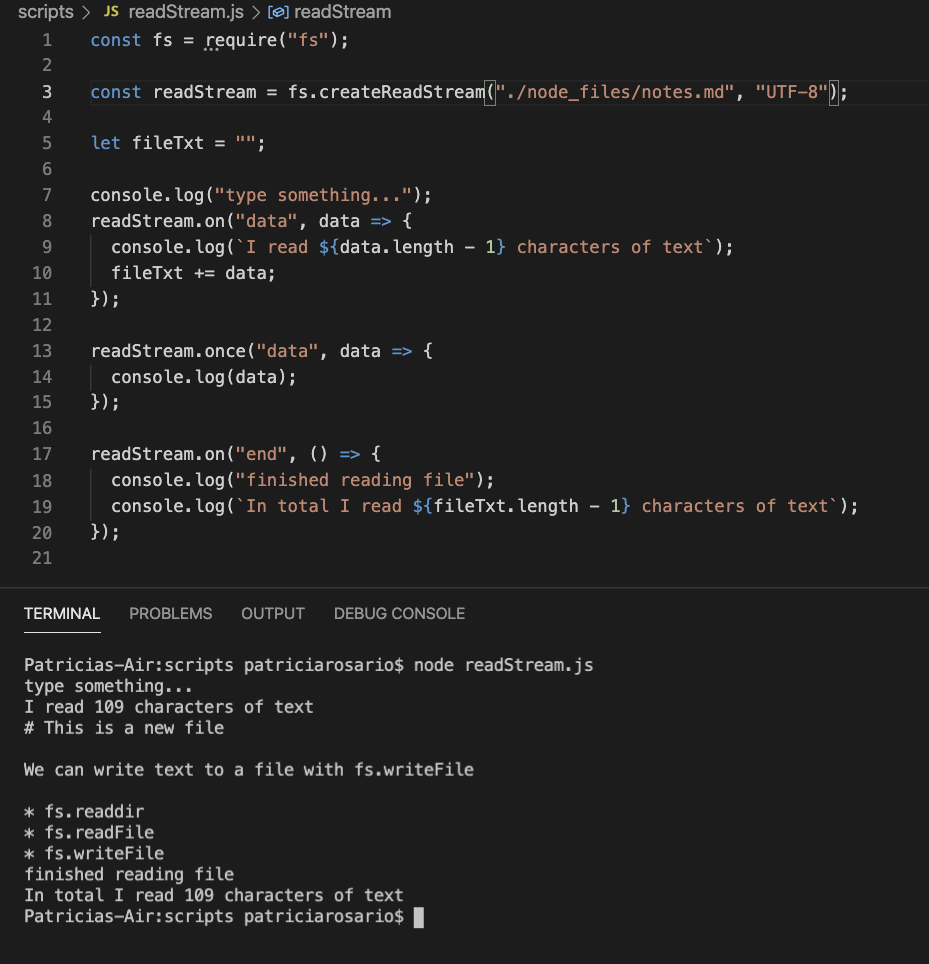 scripts > JS readStream.js > readStream
1 const fs = require("fs");
2
3 const readStream = fs.createReadStream("./node_files/notes.md", "UTF-8");
4
5 let fileTxt = "";
6
7 console.log("type something...");
8 readStream.on("data", data => {
9   console.log(`I read ${data.length - 1} characters of text`);
10   fileTxt += data;
11 });
12
13 readStream.once("data", data => {
14   console.log(data);
15 });
16
17 readStream.on("end", () => {
18   console.log("finished reading file");
19   console.log(`In total I read ${fileTxt.length - 1} characters of text`);
20 });
21
TERMINAL PROBLEMS OUTPUT DEBUG CONSOLE
Patricias-Air:scripts patriciarosario$ node readStream.js
type something...
I read 109 characters of text
# This is a new file
We can write text to a file with fs.writeFile
* fs.readdir
* fs.readFile
* fs.writeFile
finished reading file
In total I read 109 characters of text
Patricias-Air:scripts patriciarosario$